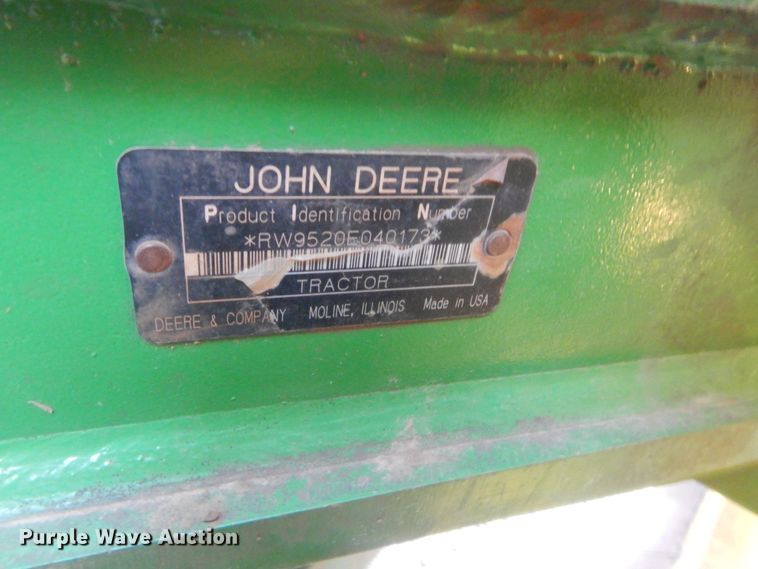 JOHN DEERE
Product Identification Number
*RW9520E040173*
TRACTOR
DEERE & COMPANY MOLINE, ILLINOIS Made in USA
Purple Wave Auction